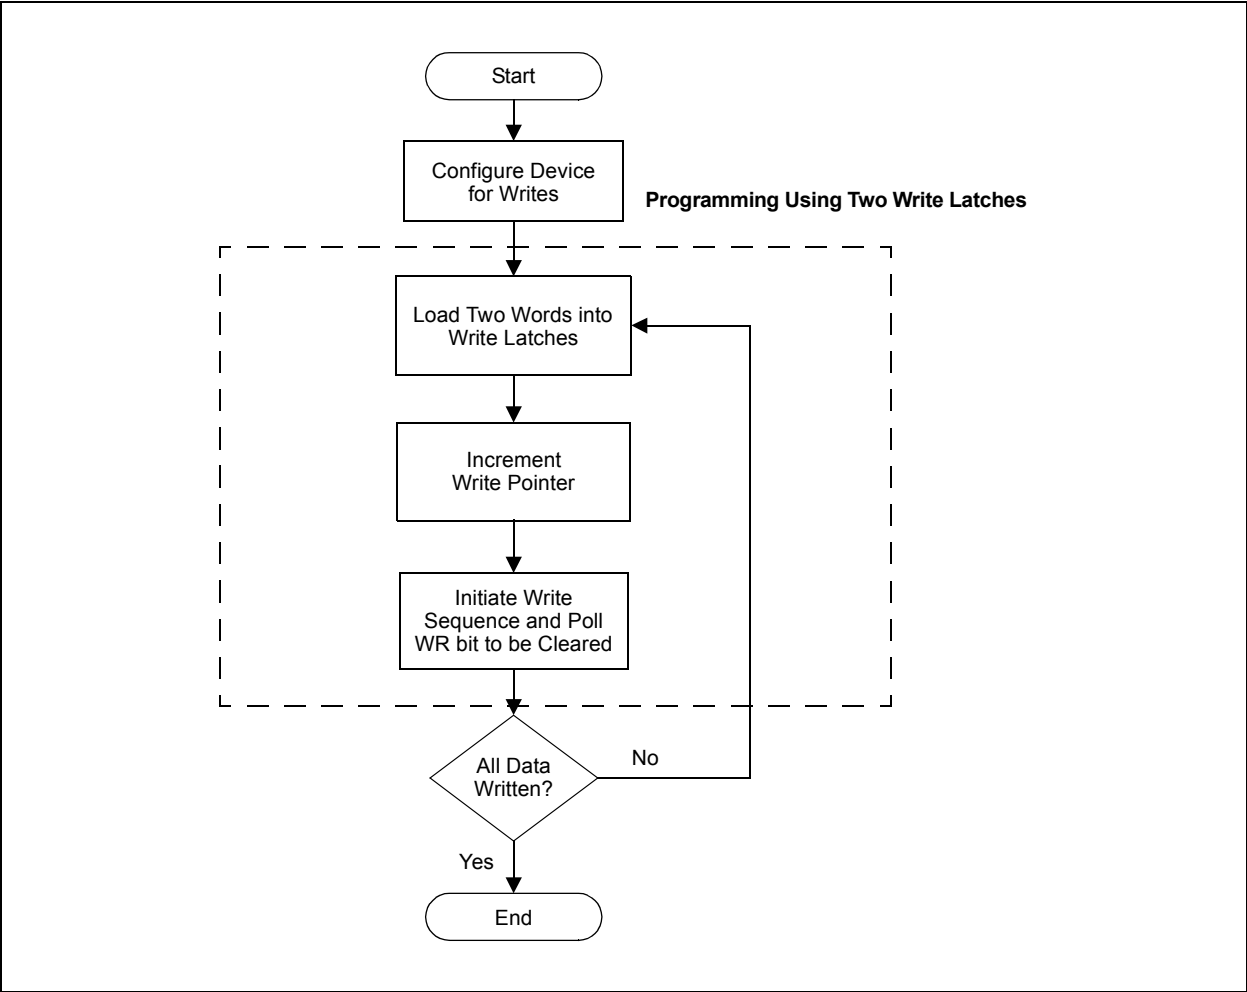 Start
Configure Device
for Writes
Programming Using Two Write Latches
Load Two Words into
Write Latches
Increment
Write Pointer
Initiate Write
Sequence and Poll
WR bit to be Cleared
All Data
Written?
No
Yes
End